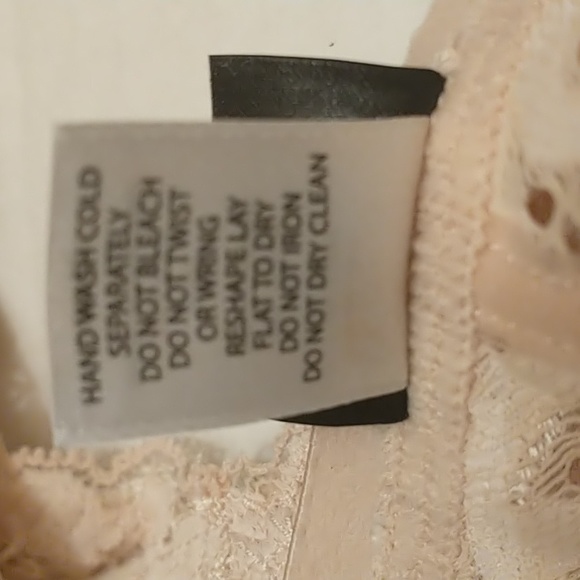 HAND WASH COLD
SEPARATELY
DO NOT BLEACH
DO NOT TWIST
OR WRING
RESHAPE LAY
FLAT TO DRY
DO NOT IRON
DO NOT DRY CLEAN